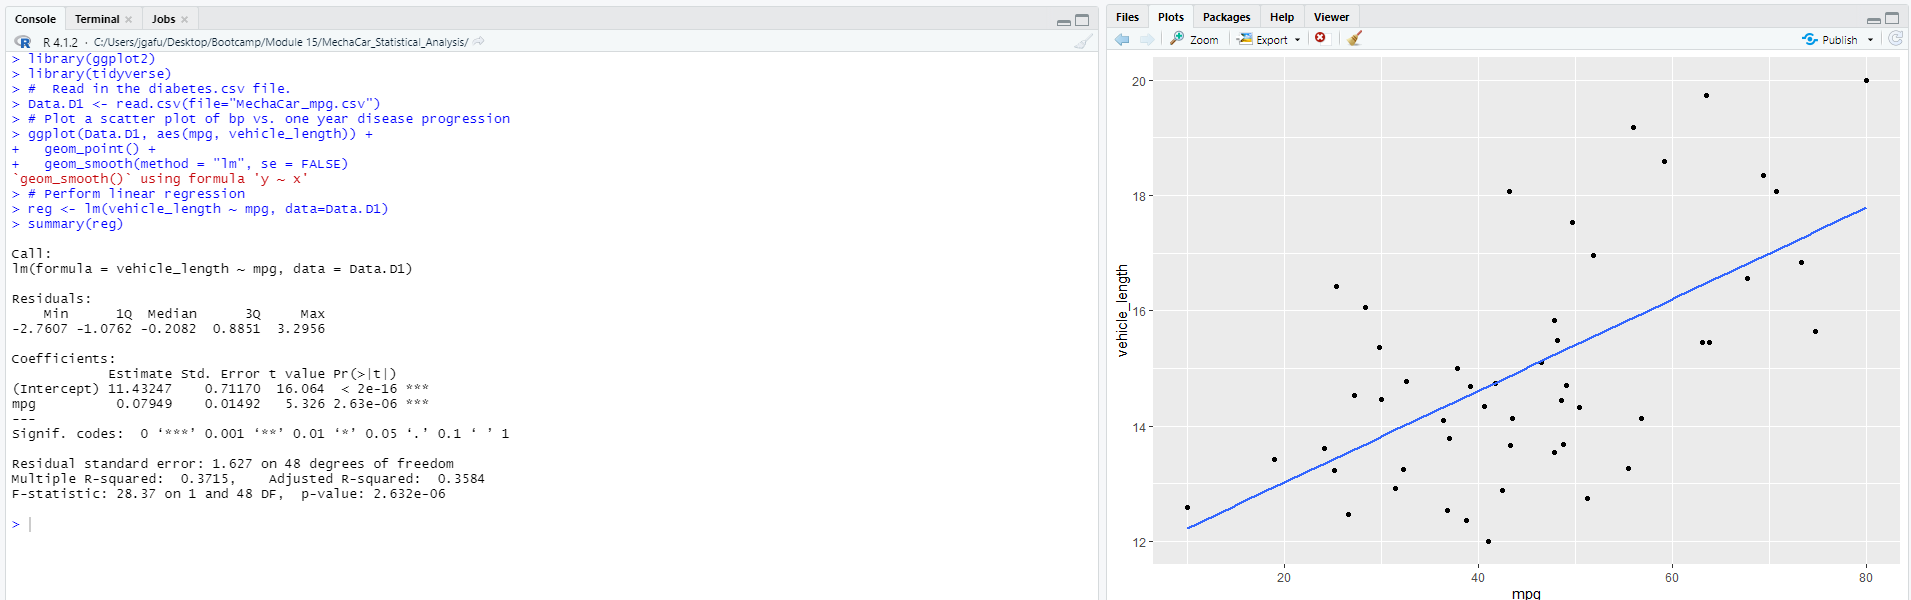 Console Terminal Jobs
R 4.1.2 · C:/Users/jgafu/Desktop/Bootcamp/Module 15/MechaCar_Statistical_Analysis/
> library(ggplot2)
> library(tidyverse)
> #  Read in the diabetes.csv file.
> Data.D1 <- read.csv(file="MechaCar_mpg.csv")
> # Plot a scatter plot of bp vs. one year disease progression
> ggplot(Data.D1, aes(mpg, vehicle_length)) +
+   geom_point() +
+   geom_smooth(method = "lm", se = FALSE)
`geom_smooth()` using formula 'y ~ x'
> # Perform linear regression
> reg <- lm(vehicle_length ~ mpg, data=Data.D1)
> summary(reg)
Call:
lm(formula = vehicle_length ~ mpg, data = Data.D1)
Residuals:
    Min      1Q  Median      3Q     Max
-2.7607 -1.0762 -0.2082  0.8851  3.2956
Coefficients:
            Estimate Std. Error t value Pr(>|t|)
(Intercept) 11.43247    0.71170  16.064  < 2e-16 ***
mpg          0.07949    0.01492   5.326 2.63e-06 ***
---
Signif. codes:  0 ‘***’ 0.001 ‘**’ 0.01 ‘*’ 0.05 ‘.’ 0.1 ‘ ’ 1
Residual standard error: 1.627 on 48 degrees of freedom
Multiple R-squared:  0.3715,    Adjusted R-squared:  0.3584
F-statistic: 28.37 on 1 and 48 DF,  p-value: 2.632e-06
>
Files Plots Packages Help Viewer
Zoom Export Publish
20
18
16
14
12
vehicle_length
20 40 60 80
mpg